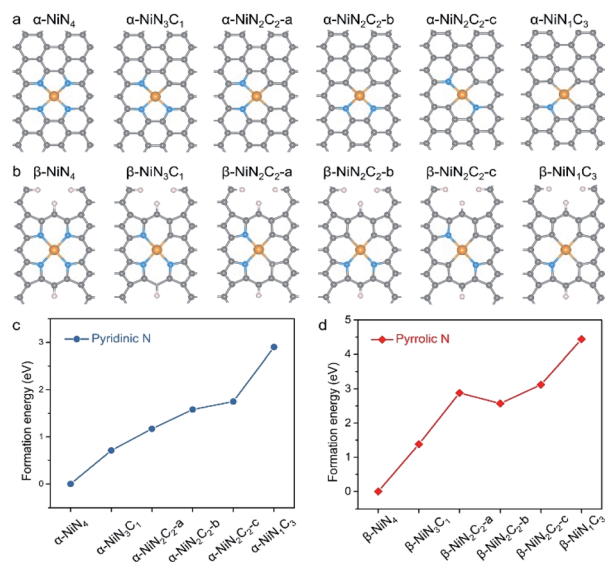 a α-NiN₄ α-NiN₃C₁ α-NiN₂C₂-a α-NiN₂C₂-b α-NiN₂C₂-c α-NiN₁C₃
b β-NiN₄ β-NiN₃C₁ β-NiN₂C₂-a β-NiN₂C₂-b β-NiN₂C₂-c β-NiN₁C₃
c
Pyridinic N
Formation energy (eV)
3
2
1
0
α-NiN₄ α-NiN₃C₁ α-NiN₂C₂-a α-NiN₂C₂-b α-NiN₂C₂-c α-NiN₁C₃
d
Pyrrolic N
Formation energy (eV)
5
4
3
2
1
0
β-NiN₄ β-NiN₃C₁ β-NiN₂C₂-a β-NiN₂C₂-b β-NiN₂C₂-c β-NiN₁C₃